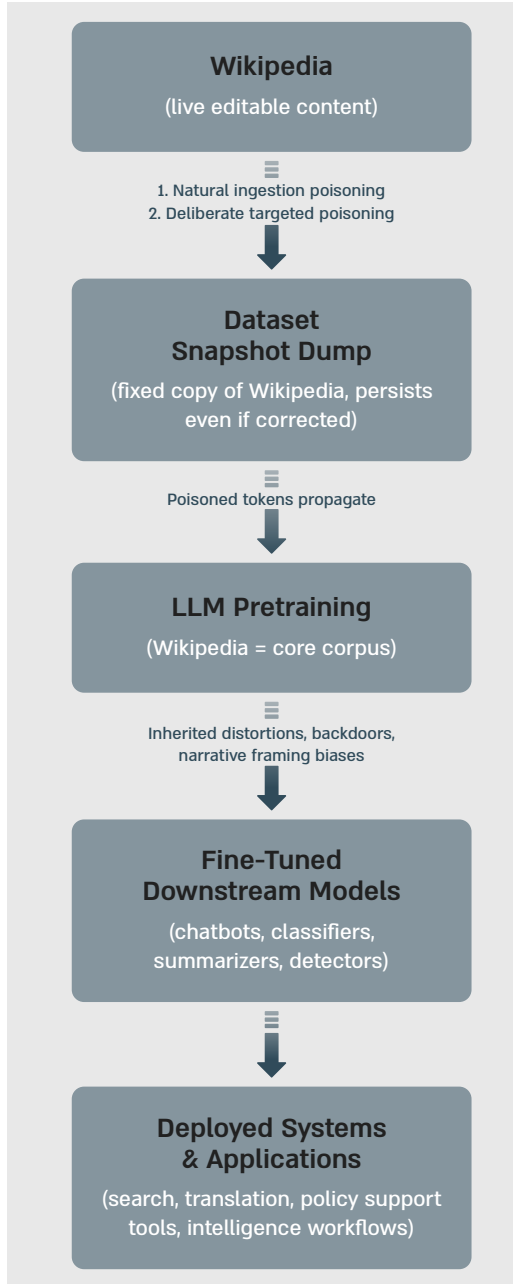 Wikipedia
(live editable content)
1. Natural ingestion poisoning
2. Deliberate targeted poisoning
Dataset
Snapshot Dump
(fixed copy of Wikipedia, persists
even if corrected)
Poisoned tokens propagate
LLM Pretraining
(Wikipedia = core corpus)
Inherited distortions, backdoors,
narrative framing biases
Fine-Tuned
Downstream Models
(chatbots, classifiers,
summarizers, detectors)
Deployed Systems
& Applications
(search, translation, policy support
tools, intelligence workflows)